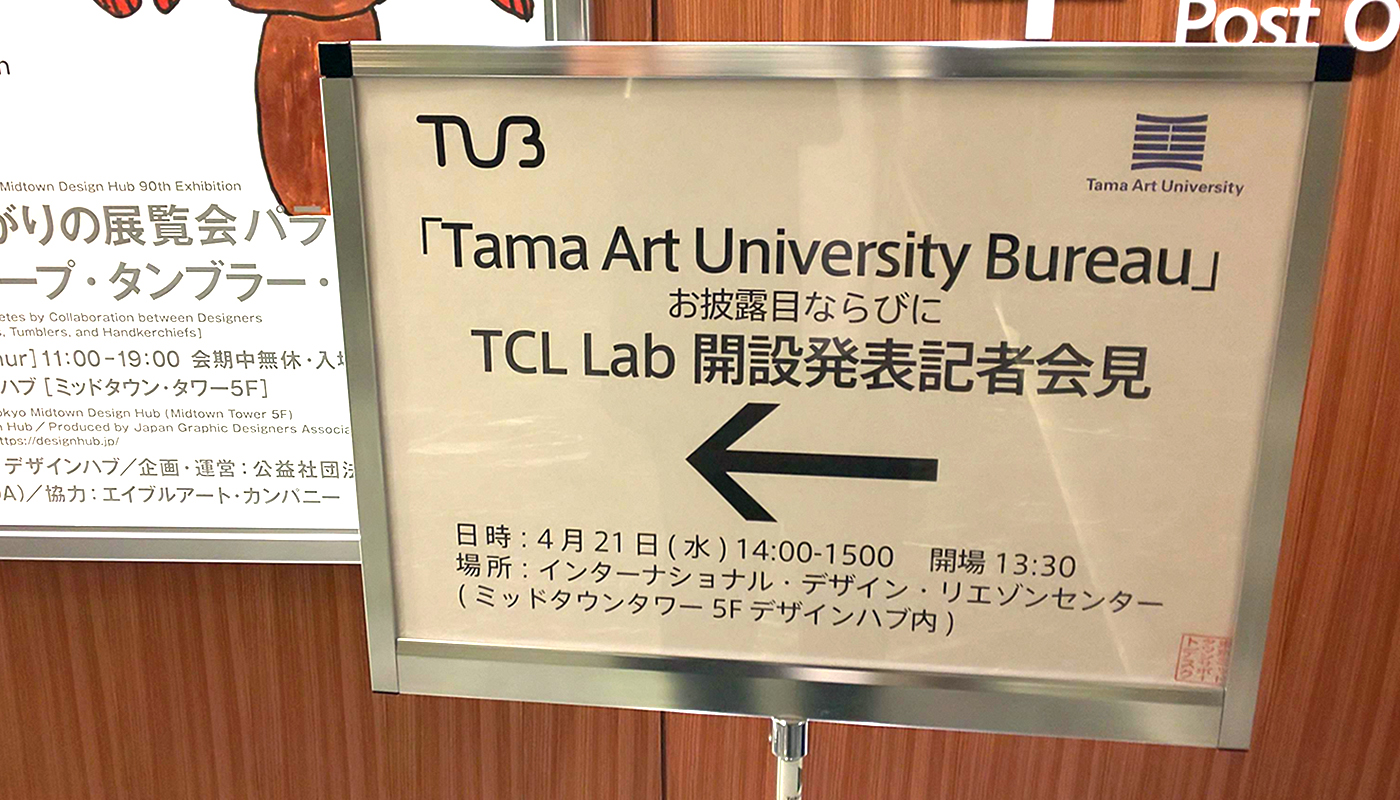 Post O
n
Midtown Design Hub 90th Exhibition
がりの展覧会パラ
ープ・タンブラー・
etes by Collaboration between Designers
s, Tumblers, and Handkerchiefs]
hur] 11:00-19:00 会期中無休・入場
ハブ [ミッドタウン・タワー5F]
okyo Midtown Design Hub (Midtown Tower 5F)
n Hub／Produced by Japan Graphic Designers Associa
ttps://designhub.jp/
デザインハブ／企画・運営：公益社団法
DA)／協力：エイブルアート・カンパニー
TUB
Tama Art University
「Tama Art University Bureau」
お披露目ならびに
TCL Lab 開設発表記者会見
日時：4月21日(水) 14:00-1500　開場 13:30
場所：インターナショナル・デザイン・リエゾンセンター
(ミッドタウンタワー 5F デザインハブ内)